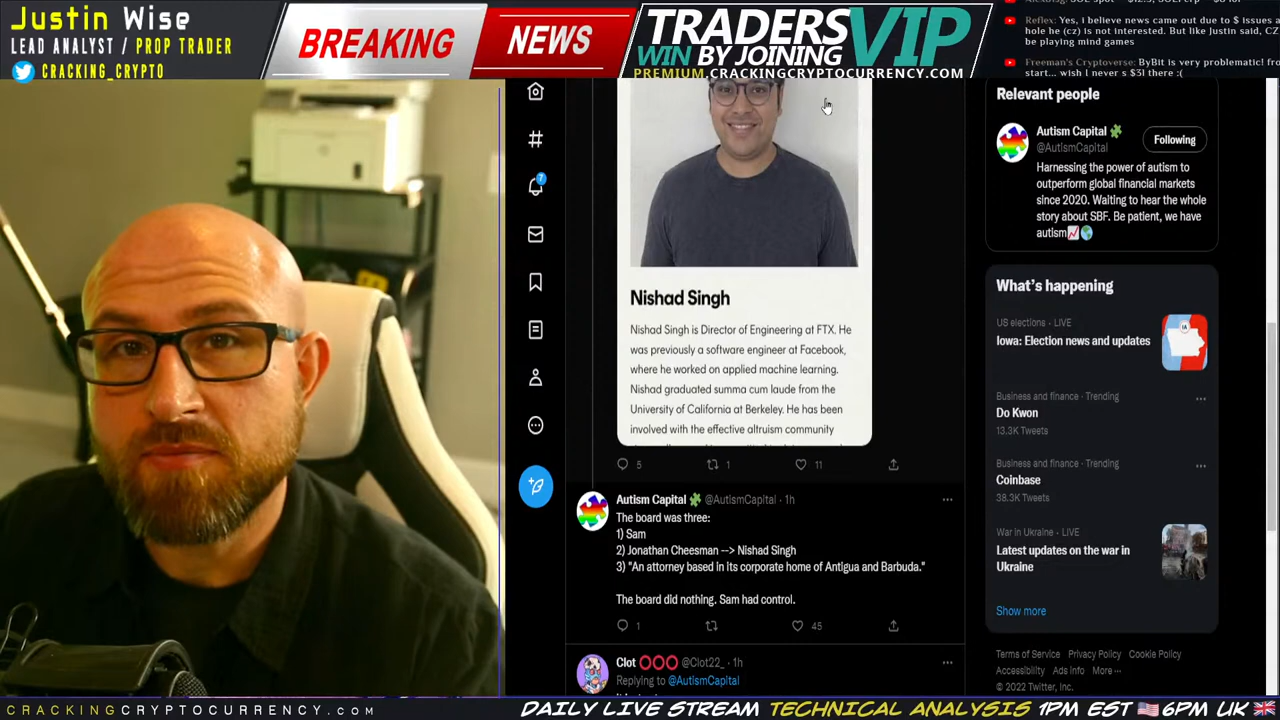 Justin Wise
LEAD ANALYST / PROP TRADER
CRACKING_CRYPTO
BREAKING
NEWS
TRADERS VIP
WIN BY JOINING
PREMIUM.CRACKINGCRYPTOCURRENCY.COM
Reflex: Yes, I believe news came out due to $ issues a
hole he (cz) is not interested. But like Justin said, CZ
be playing mind games
Freeman's Cryptoverse: ByBit is very problematic! fro
start... wish I never s $31 there :(
7
Nishad Singh
Nishad Singh is Director of Engineering at FTX. He
was previously a software engineer at Facebook,
where he worked on applied machine learning.
Nishad graduated summa cum laude from the
University of California at Berkeley. He has been
involved with the effective altruism community
5 1 11
Autism Capital @AutismCapital · 1h
The board was three:
1) Sam
2) Jonathan Cheesman --> Nishad Singh
3) "An attorney based in its corporate home of Antigua and Barbuda."
The board did nothing. Sam had control.
1 45
Clot @Clot22_ · 1h
Replying to @AutismCapital
Relevant people
Autism Capital
@AutismCapital
Following
Harnessing the power of autism to
outperform global financial markets
since 2020. Waiting to hear the whole
story about SBF. Be patient, we have
autism
What's happening
US elections · LIVE
Iowa: Election news and updates
Business and finance · Trending
Do Kwon
13.3K Tweets
Business and finance · Trending
Coinbase
38.3K Tweets
War in Ukraine · LIVE
Latest updates on the war in
Ukraine
Show more
Terms of Service Privacy Policy Cookie Policy
Accessibility Ads info More ···
© 2022 Twitter, Inc.
CRACKINGCRYPTOCURRENCY.COM
DAILY LIVE STREAM TECHNICAL ANALYSIS 1PM EST 6PM UK